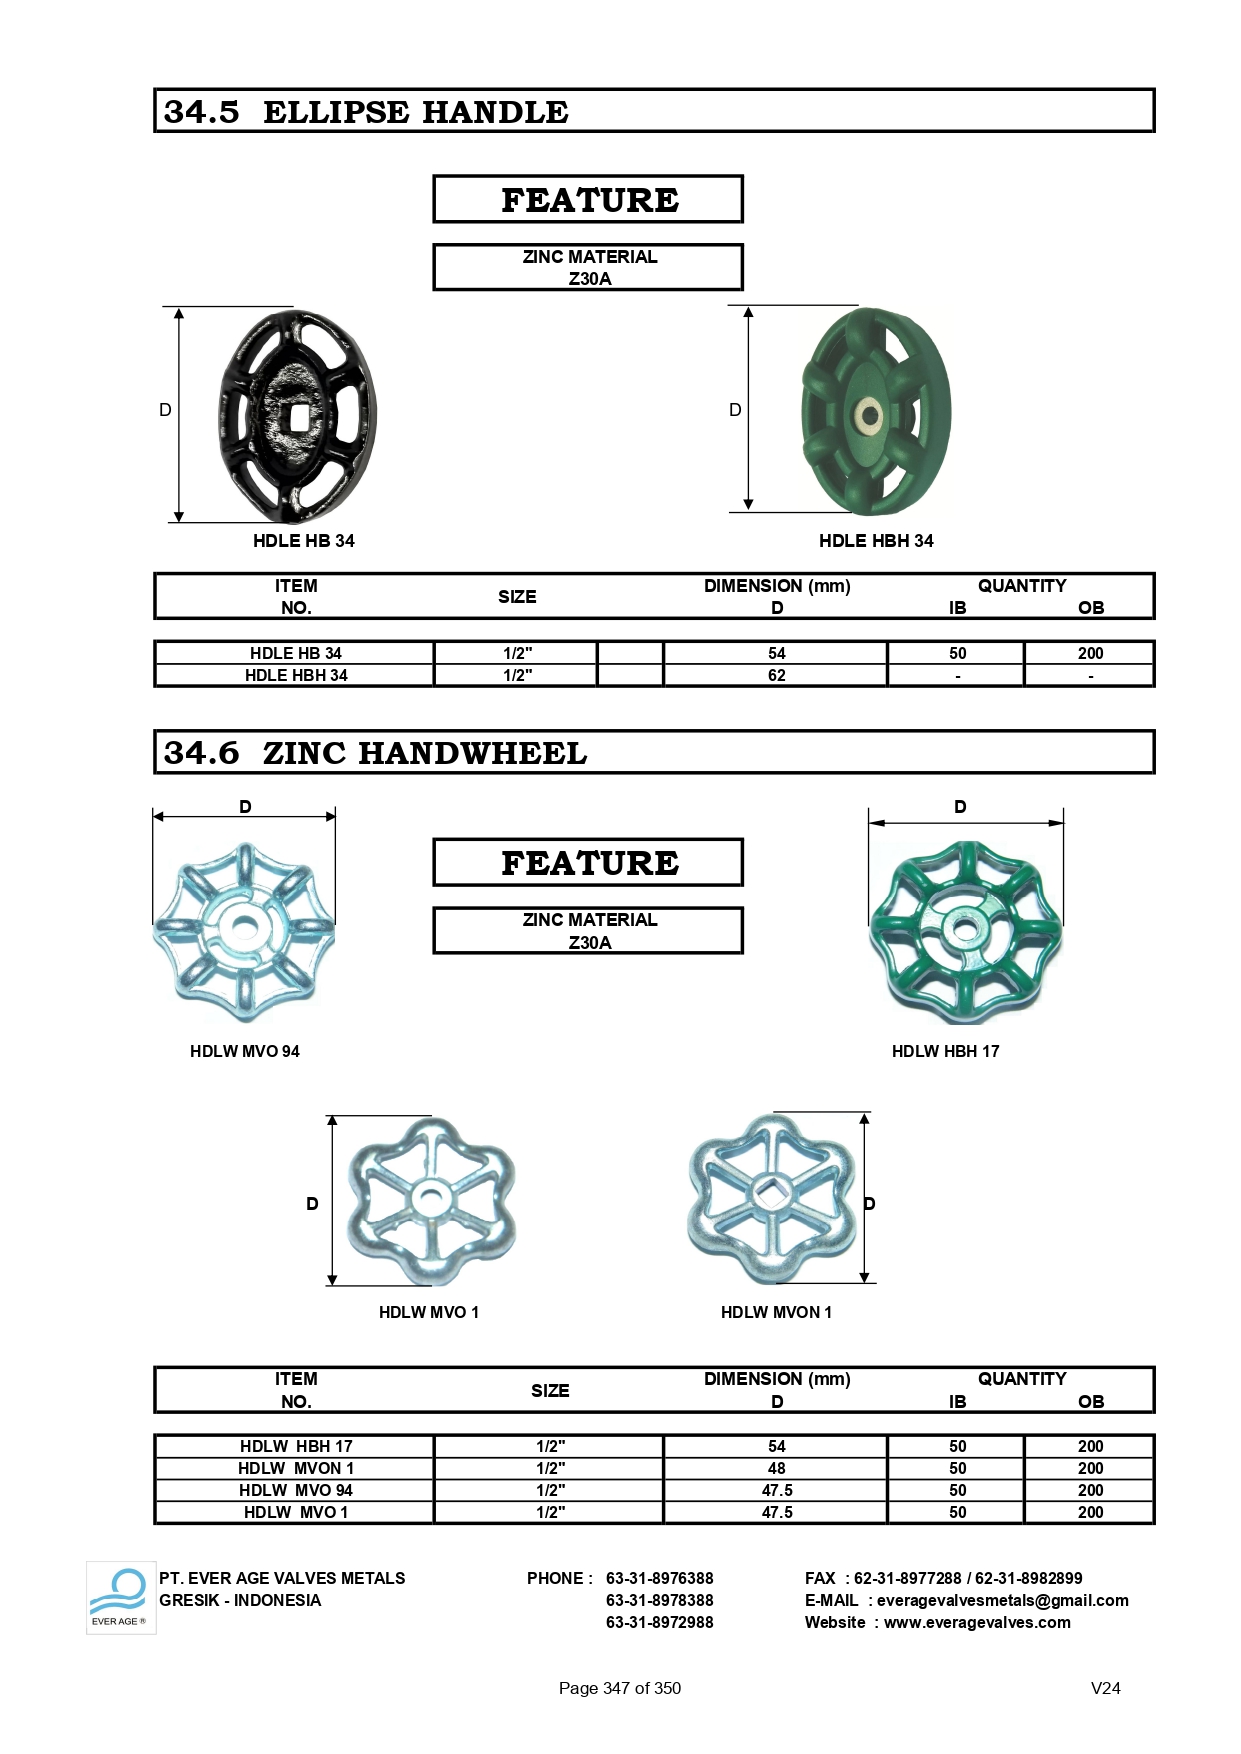 34.5 ELLIPSE HANDLE
FEATURE
ZINC MATERIAL
Z30A
D
D
HDLE HB 34
HDLE HBH 34
ITEM NO. SIZE DIMENSION (mm) D QUANTITY IB OB
HDLE HB 34 1/2" 54 50 200
HDLE HBH 34 1/2" 62 - -
34.6 ZINC HANDWHEEL
D
D
FEATURE
ZINC MATERIAL
Z30A
HDLW MVO 94
HDLW HBH 17
D
D
HDLW MVO 1
HDLW MVON 1
ITEM NO. SIZE DIMENSION (mm) D QUANTITY IB OB
HDLW HBH 17 1/2" 54 50 200
HDLW MVON 1 1/2" 48 50 200
HDLW MVO 94 1/2" 47.5 50 200
HDLW MVO 1 1/2" 47.5 50 200
EVER AGE ®
PT. EVER AGE VALVES METALS PHONE : 63-31-8976388 FAX : 62-31-8977288 / 62-31-8982899
GRESIK - INDONESIA 63-31-8978388 E-MAIL : everagevalvesmetals@gmail.com
63-31-8972988 Website : www.everagevalves.com
Page 347 of 350 V24